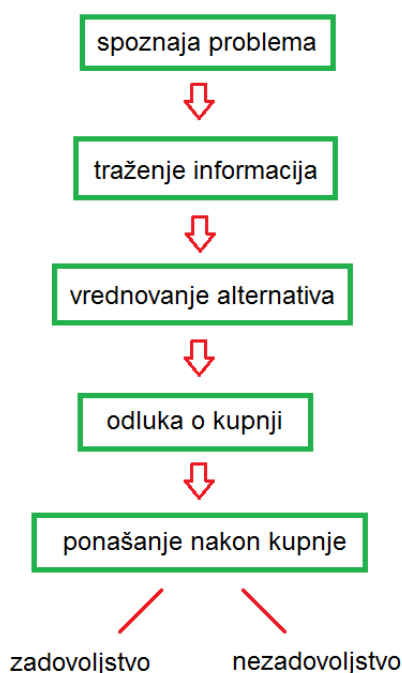 spoznaja problema
traženje informacija
vrednovanje alternativa
odluka o kupnji
ponašanje nakon kupnje
zadovoljstvo
nezadovoljstvo